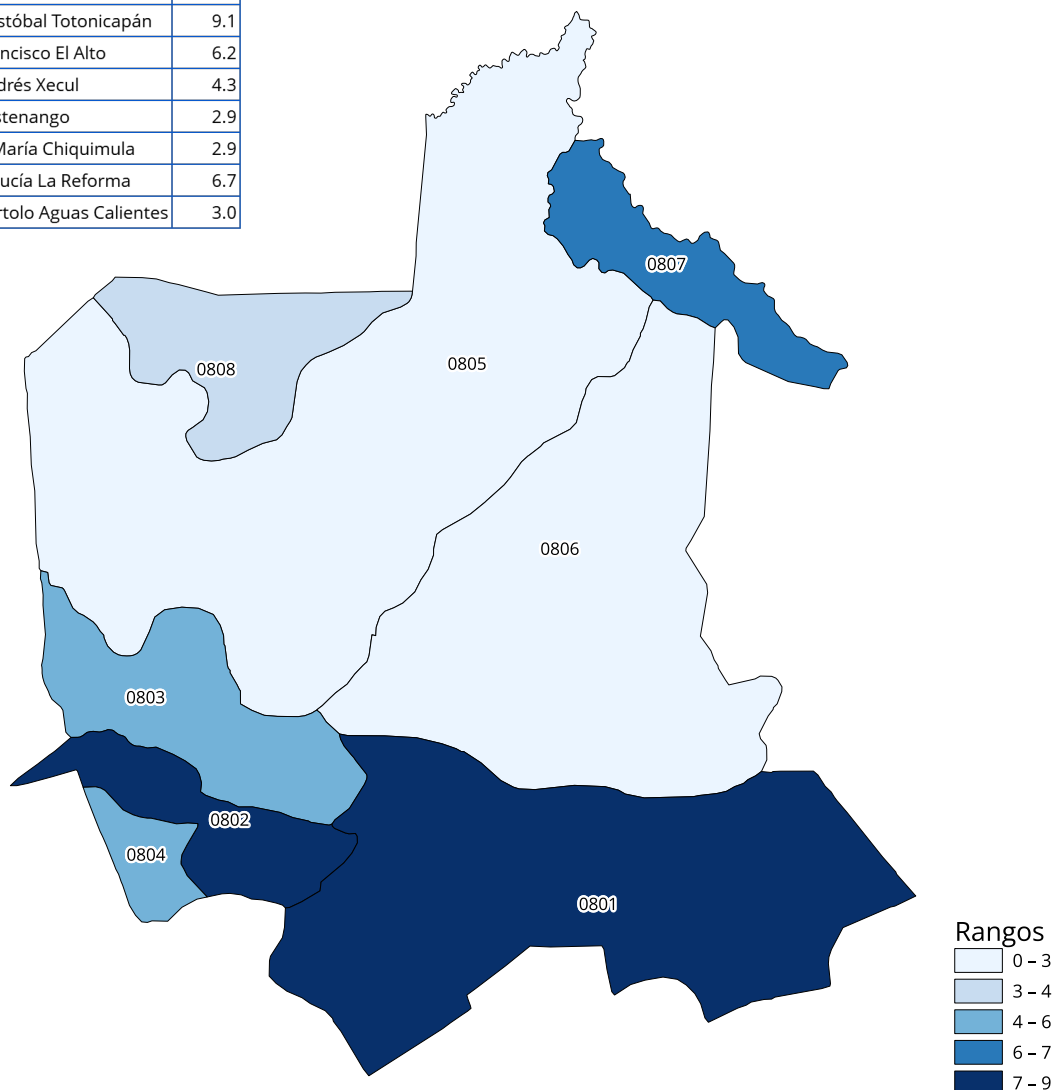 stóbal Totonicapán 9.1
ncisco El Alto 6.2
drés Xecul 4.3
stenango 2.9
María Chiquimula 2.9
ucía La Reforma 6.7
rtolo Aguas Calientes 3.0
0807
0805
0808
0806
0803
0802
0804
0801
Rangos
0 – 3
3 – 4
4 – 6
6 – 7
7 – 9